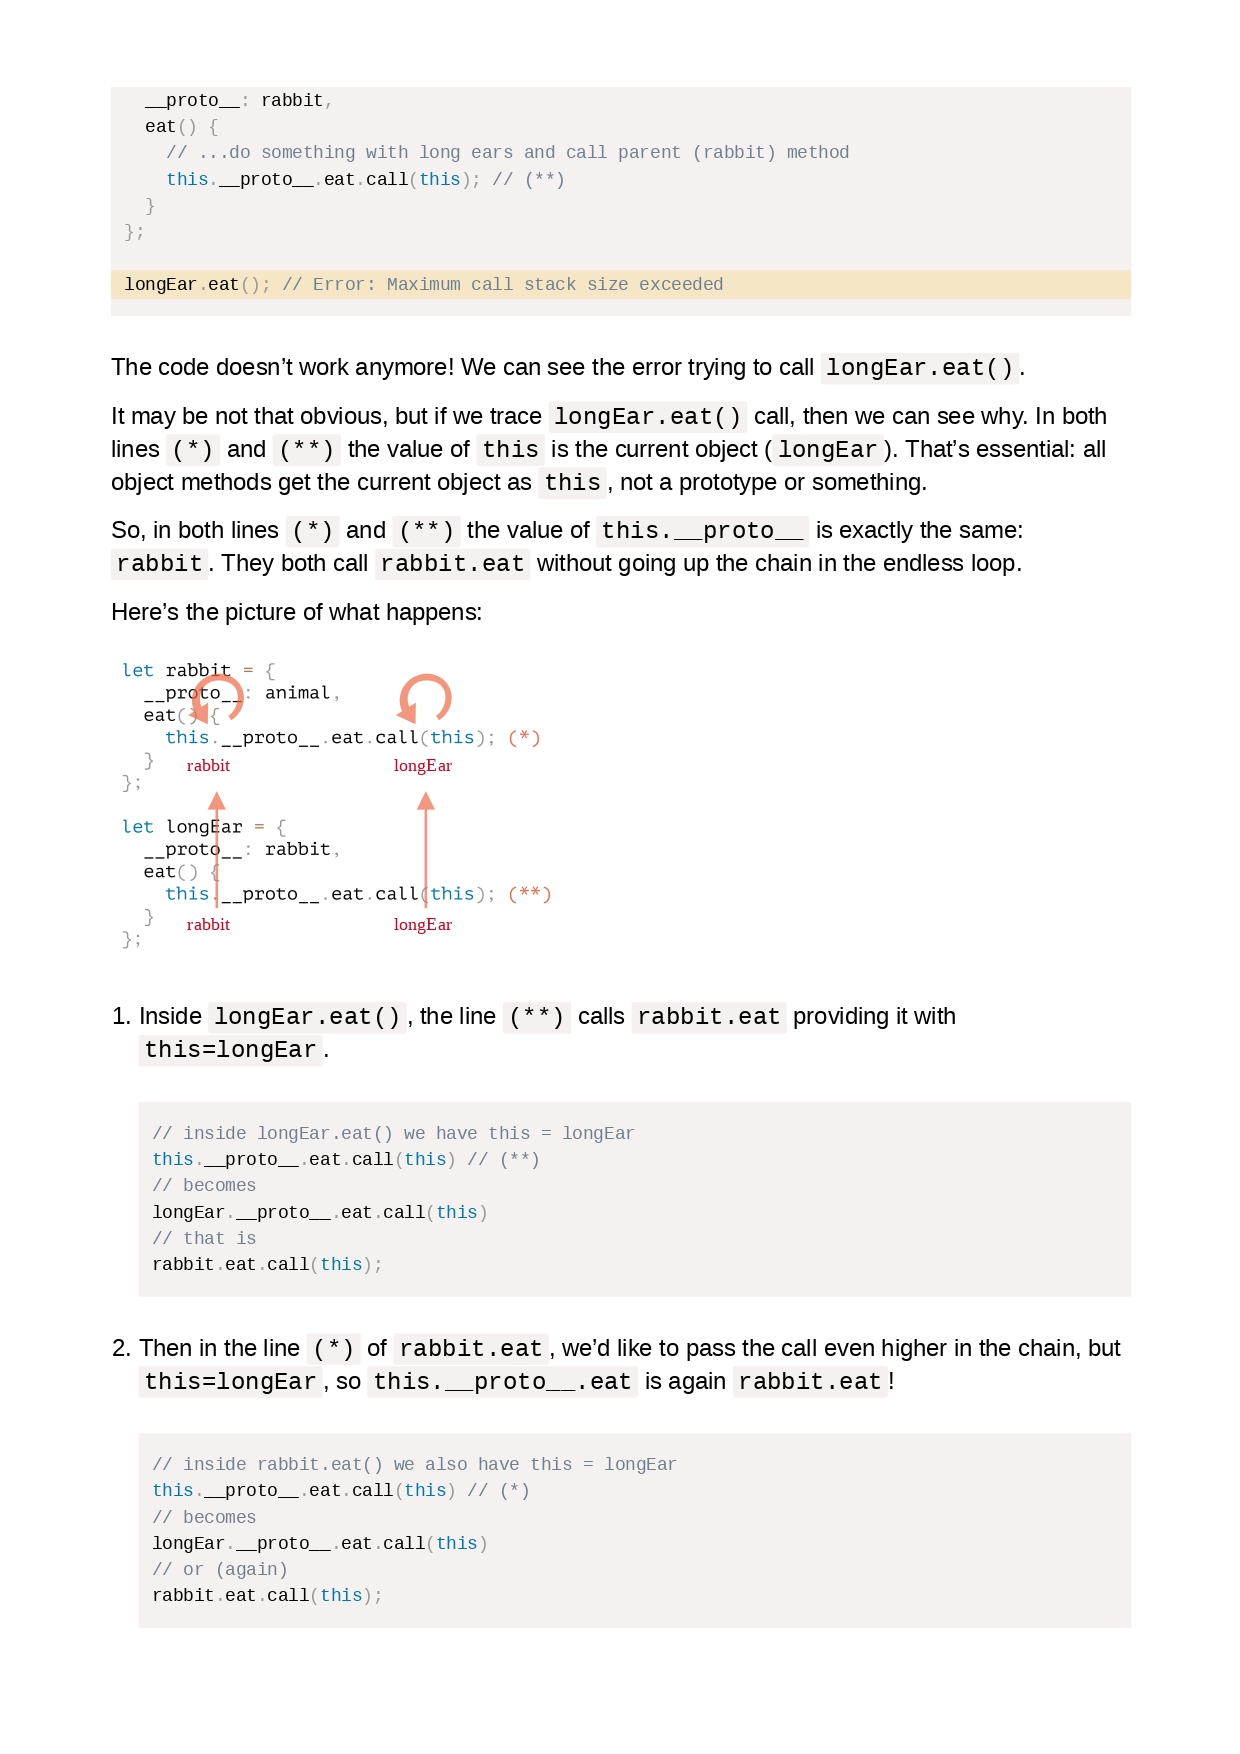 __proto__: rabbit,
eat() {
// ...do something with long ears and call parent (rabbit) method
this.__proto__.eat.call(this); // (**)
}
};
longEar.eat(); // Error: Maximum call stack size exceeded
The code doesn’t work anymore! We can see the error trying to call longEar.eat().
It may be not that obvious, but if we trace longEar.eat() call, then we can see why. In both
lines (*) and (**) the value of this is the current object (longEar). That’s essential: all
object methods get the current object as this, not a prototype or something.
So, in both lines (*) and (**) the value of this.__proto__ is exactly the same:
rabbit. They both call rabbit.eat without going up the chain in the endless loop.
Here’s the picture of what happens:
let rabbit = {
__proto__: animal,
eat() {
this.__proto__.eat.call(this); (*)
}
rabbit longEar
};
let longEar = {
__proto__: rabbit,
eat() {
this.__proto__.eat.call(this); (**)
}
rabbit longEar
};
1. Inside longEar.eat(), the line (**) calls rabbit.eat providing it with
this=longEar.
// inside longEar.eat() we have this = longEar
this.__proto__.eat.call(this) // (**)
// becomes
longEar.__proto__.eat.call(this)
// that is
rabbit.eat.call(this);
2. Then in the line (*) of rabbit.eat, we’d like to pass the call even higher in the chain, but
this=longEar, so this.__proto__.eat is again rabbit.eat!
// inside rabbit.eat() we also have this = longEar
this.__proto__.eat.call(this) // (*)
// becomes
longEar.__proto__.eat.call(this)
// or (again)
rabbit.eat.call(this);